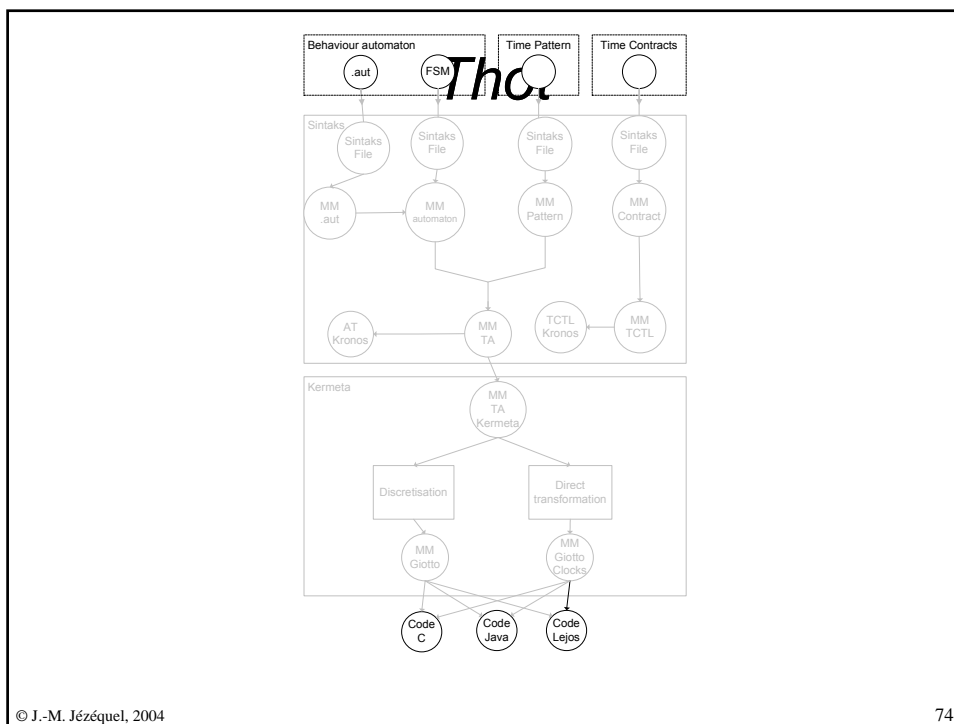 Behaviour automaton
Time Pattern
Time Contracts
Thot
.aut
FSM
Sintaks
Sintaks
File
Sintaks
File
Sintaks
File
Sintaks
File
MM
.aut
MM
automaton
MM
Pattern
MM
Contract
AT
Kronos
MM
TA
TCTL
Kronos
MM
TCTL
Kermeta
MM
TA
Kermeta
Discretisation
Direct
transformation
MM
Giotto
MM
Giotto
Clocks
Code
C
Code
Java
Code
Lejos
© J.-M. Jézéquel, 2004
74